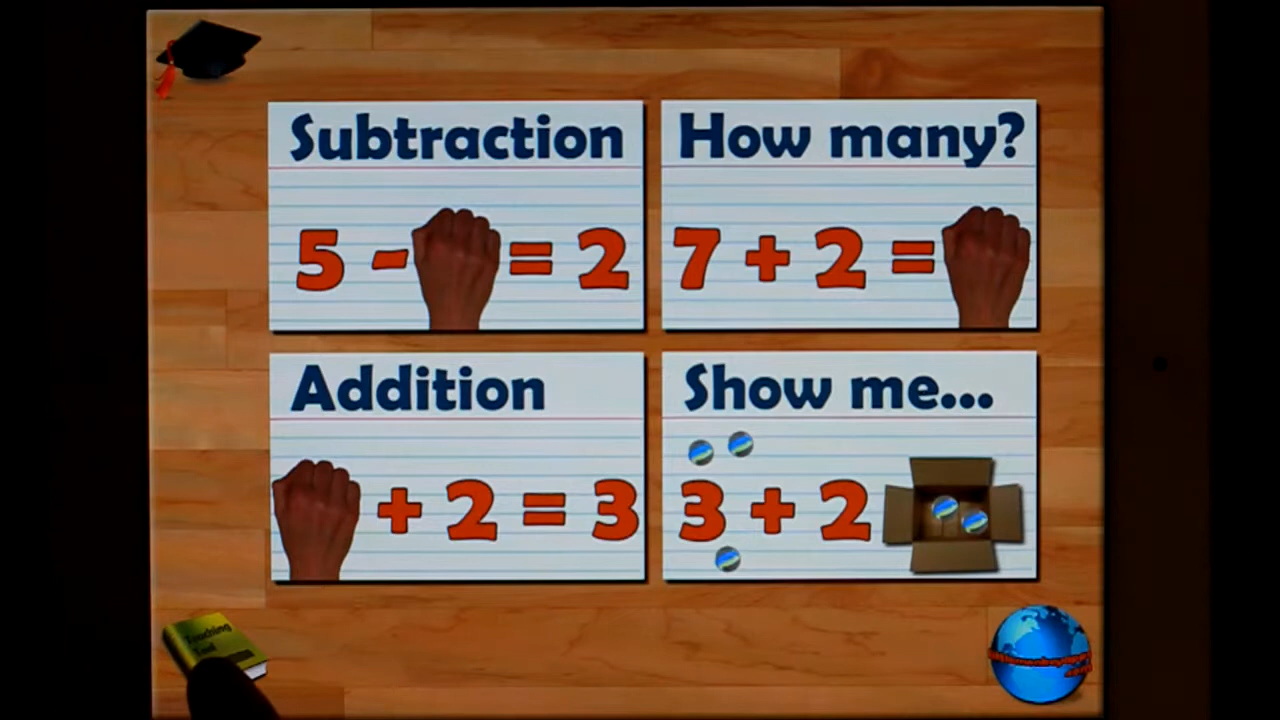 Subtraction
5 - = 2
How many?
7 + 2 =
Addition
+ 2 = 3
Show me...
3 + 2